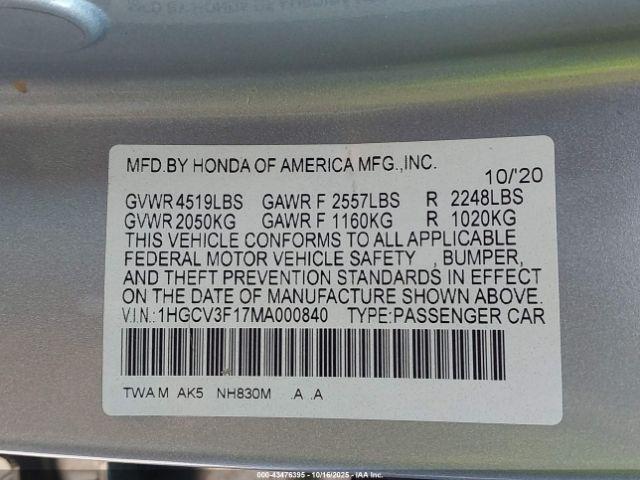 MFD.BY HONDA OF AMERICA MFG.,INC.
10/'20
GVWR 4519LBS GAWR F 2557LBS R 2248LBS
GVWR 2050KG GAWR F 1160KG R 1020KG
THIS VEHICLE CONFORMS TO ALL APPLICABLE
FEDERAL MOTOR VEHICLE SAFETY , BUMPER,
AND THEFT PREVENTION STANDARDS IN EFFECT
ON THE DATE OF MANUFACTURE SHOWN ABOVE.
V.I.N.:1HGCV3F17MA000840 TYPE:PASSENGER CAR
TWA M AK5 NH830M .A .A
000-43476395 - 10/16/2025 - IAA Inc.